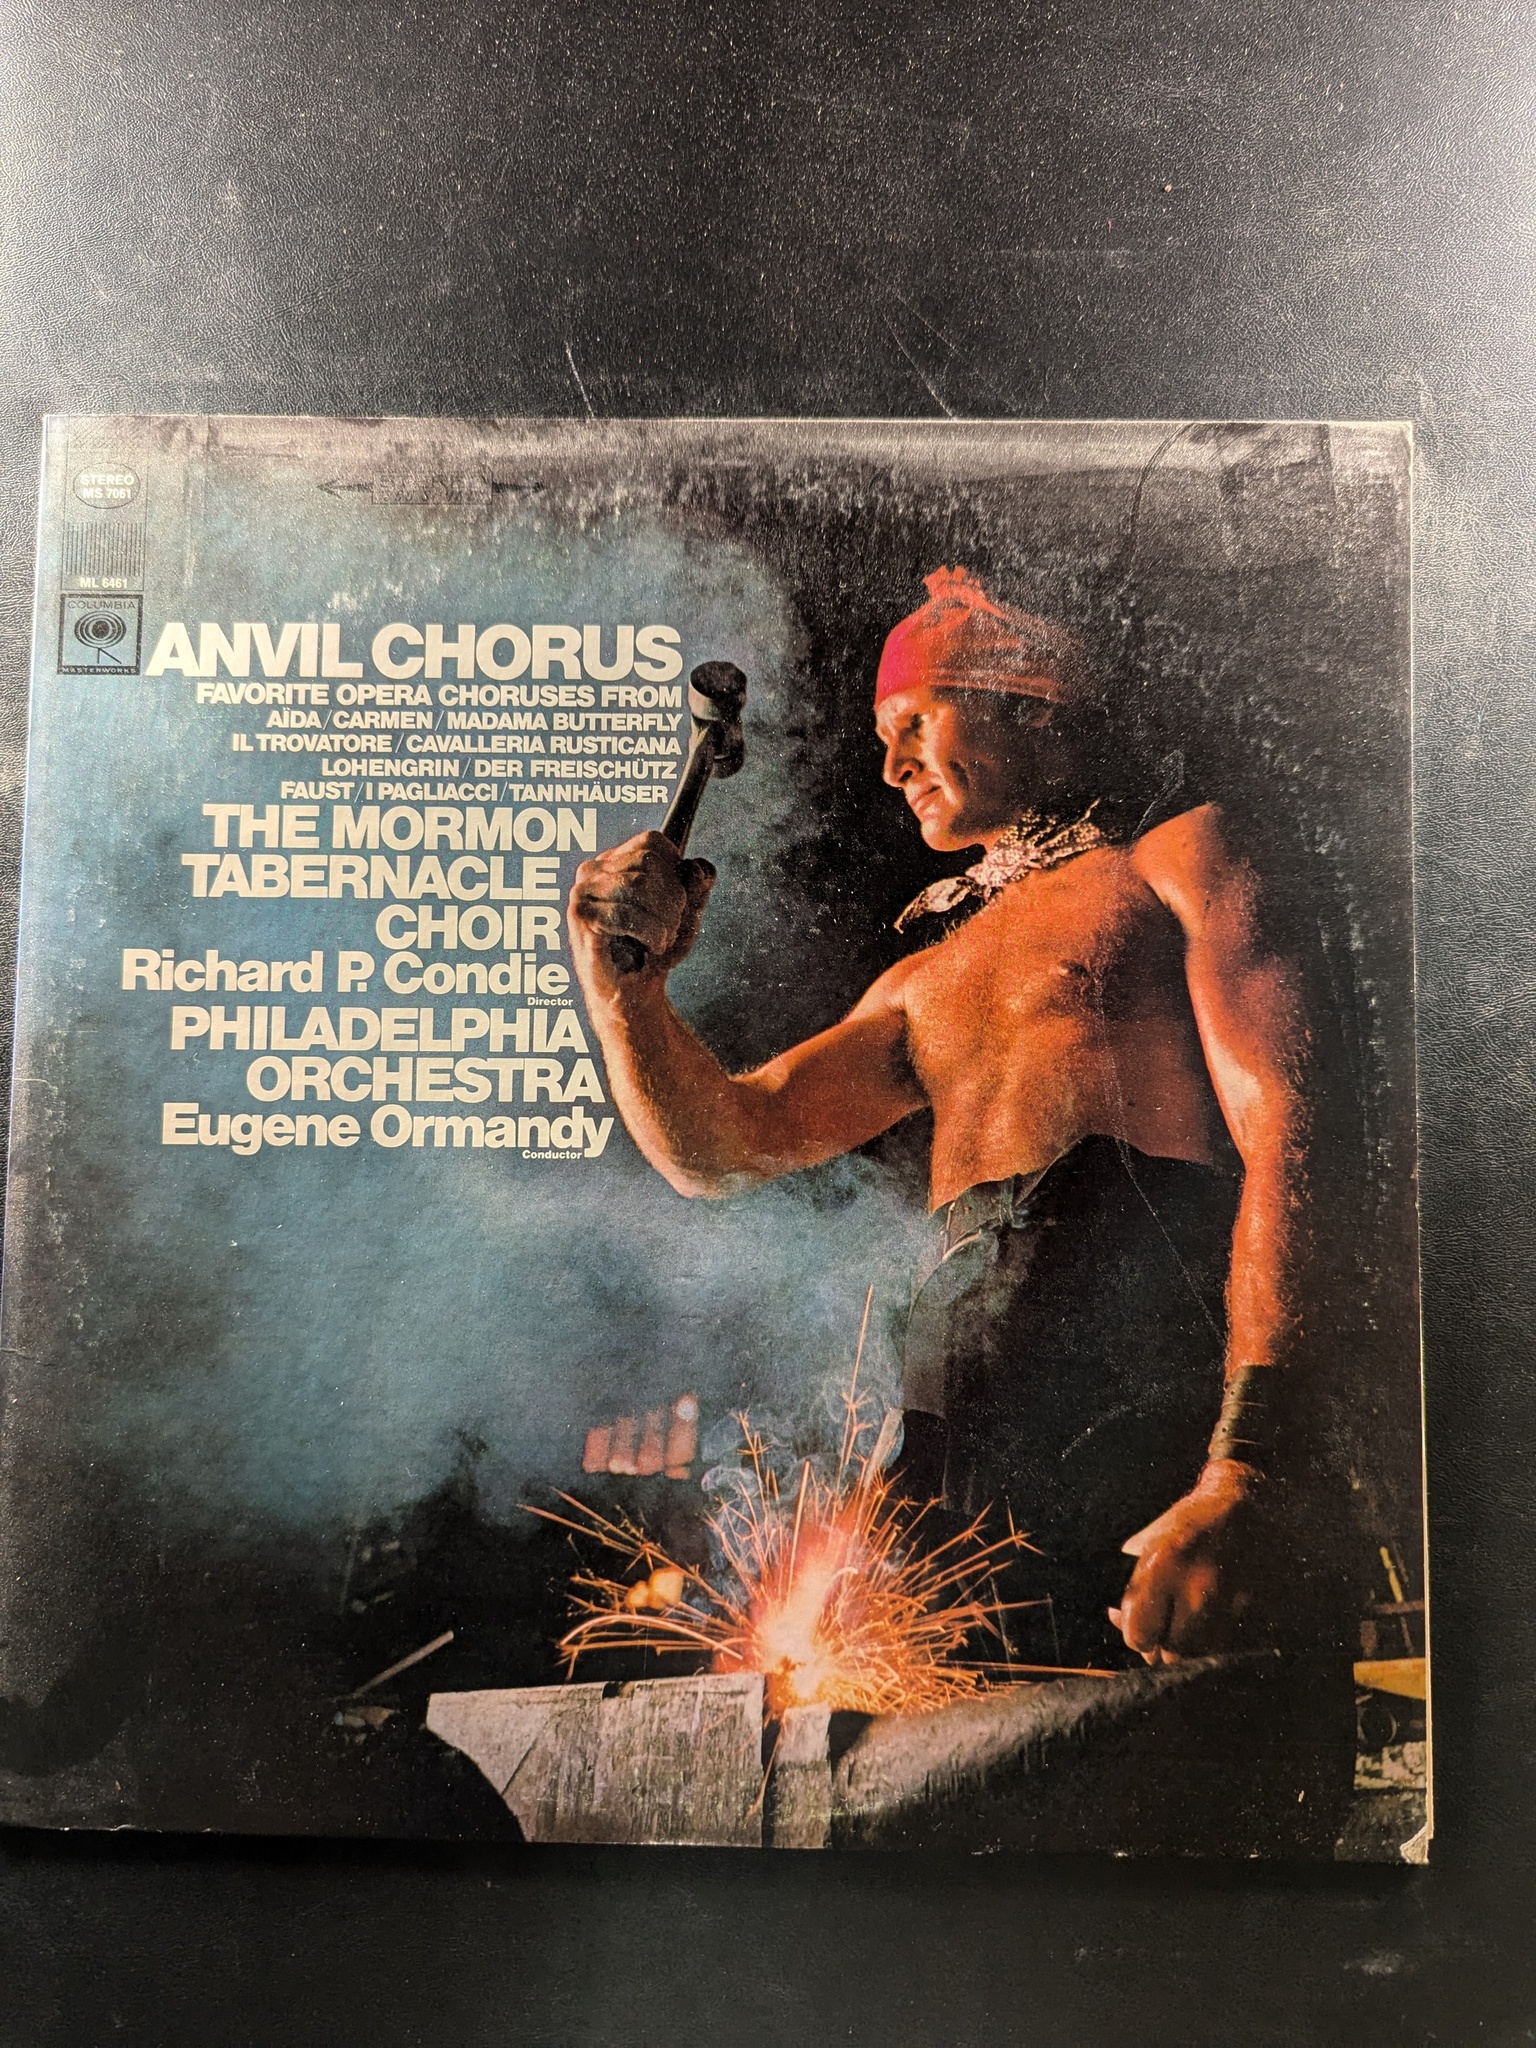 STEREO
MS 7061
ML 6461
COLUMBIA
MASTERWORKS
ANVIL CHORUS
FAVORITE OPERA CHORUSES FROM
AÏDA/CARMEN/MADAMA BUTTERFLY
IL TROVATORE/CAVALLERIA RUSTICANA
LOHENGRIN/DER FREISCHÜTZ
FAUST/I PAGLIACCI/TANNHÄUSER
THE MORMON
TABERNACLE
CHOIR
Richard P. Condie
Director
PHILADELPHIA
ORCHESTRA
Eugene Ormandy
Conductor